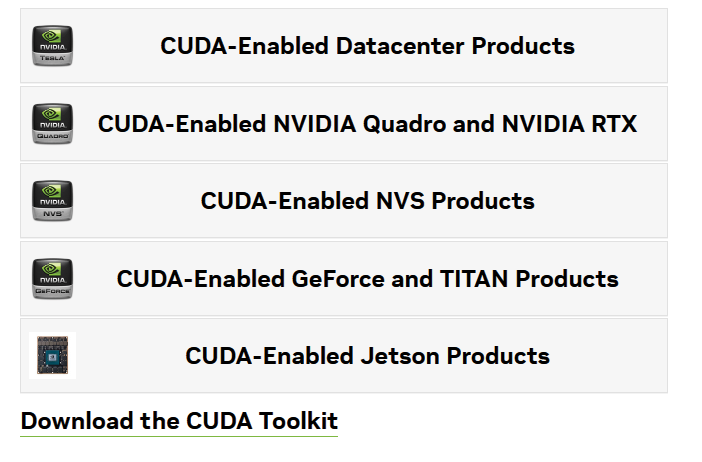 NVIDIA
TESLA
CUDA-Enabled Datacenter Products
NVIDIA
QUADRO
CUDA-Enabled NVIDIA Quadro and NVIDIA RTX
NVIDIA
NVS
CUDA-Enabled NVS Products
NVIDIA
GEFORCE
CUDA-Enabled GeForce and TITAN Products
CUDA-Enabled Jetson Products
Download the CUDA Toolkit